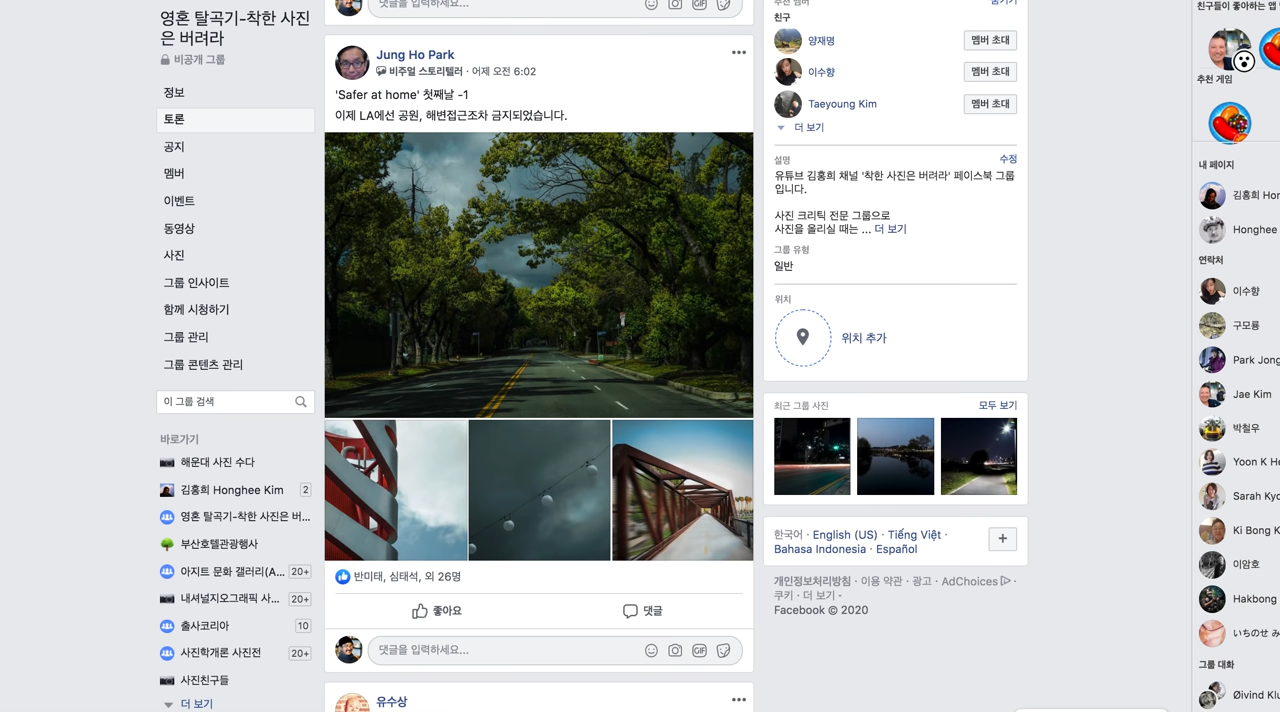 영혼 탈곡기-착한 사진
은 버려라
비공개 그룹
정보
토론
공지
멤버
이벤트
동영상
사진
그룹 인사이트
함께 시청하기
그룹 관리
그룹 콘텐츠 관리
이 그룹 검색
바로가기
해운대 사진 수다
김홍희 Honghee Kim 2
영혼 탈곡기-착한 사진은 버...
부산호텔관광행사
아지트 문화 갤러리(A... 20+
내셔널지오그래픽 사... 20+
출사코리아 10
사진학개론 사진전 20+
사진친구들
더 보기
댓글을 입력하세요...
GIF
Jung Ho Park
비주얼 스토리텔러 · 어제 오전 6:02
'Safer at home' 첫째날 -1
이제 LA에선 공원, 해변접근조차 금지되었습니다.
반미태, 심태석, 외 26명
좋아요
댓글
댓글을 입력하세요...
GIF
유수상
추천 멤버
숨기기
친구
양재명
멤버 초대
이수향
멤버 초대
Taeyoung Kim
멤버 초대
더 보기
설명
수정
유튜브 김홍희 채널 '착한 사진은 버려라' 페이스북 그룹
입니다.
사진 크리틱 전문 그룹으로
사진을 올리실 때는 ... 더 보기
그룹 유형
일반
위치
위치 추가
최근 그룹 사진
모두 보기
한국어 · English (US) · Tiếng Việt ·
Bahasa Indonesia · Español
개인정보처리방침 · 이용 약관 · 광고 · AdChoices ·
쿠키 · 더 보기
Facebook © 2020
친구들이 좋아하는 앱
추천 게임
내 페이지
김홍희 Hon
Honghee
연락처
이수향
구모룡
Park Jong
Jae Kim
박철우
Yoon K He
Sarah Kyo
Ki Bong K
이암호
Hakbong
いちのせ み
그룹 대화
Øivind Klu